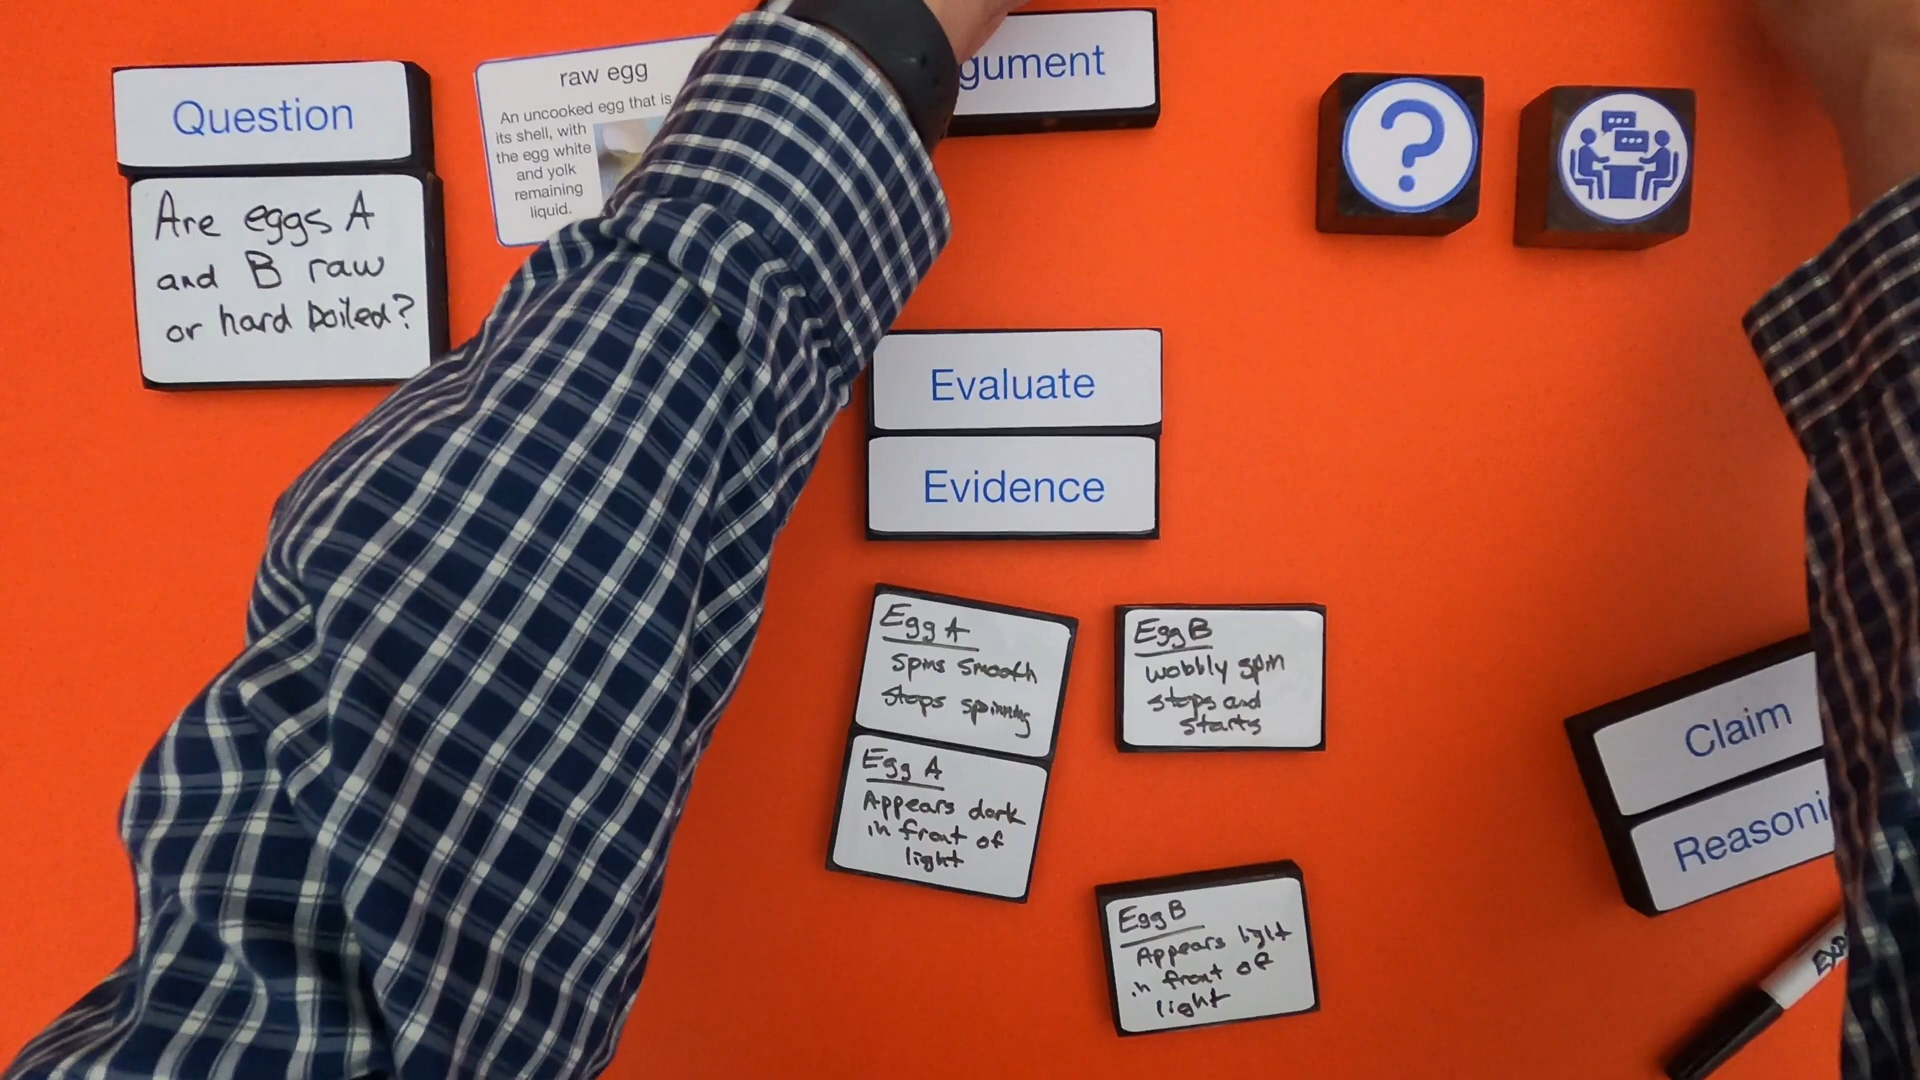 Question
Are eggs A
and B raw
or hard boiled?
raw egg
An uncooked egg that is
its shell, with
the egg white
and yolk
remaining
liquid.
gument
Evaluate
Evidence
Egg A
spins smooth
stops spinning
Egg A
Appears dark
in front of
light
Egg B
wobbly spin
stops and
starts
Egg B
Appears light
in front of
light
Claim
Reasoni
EXP